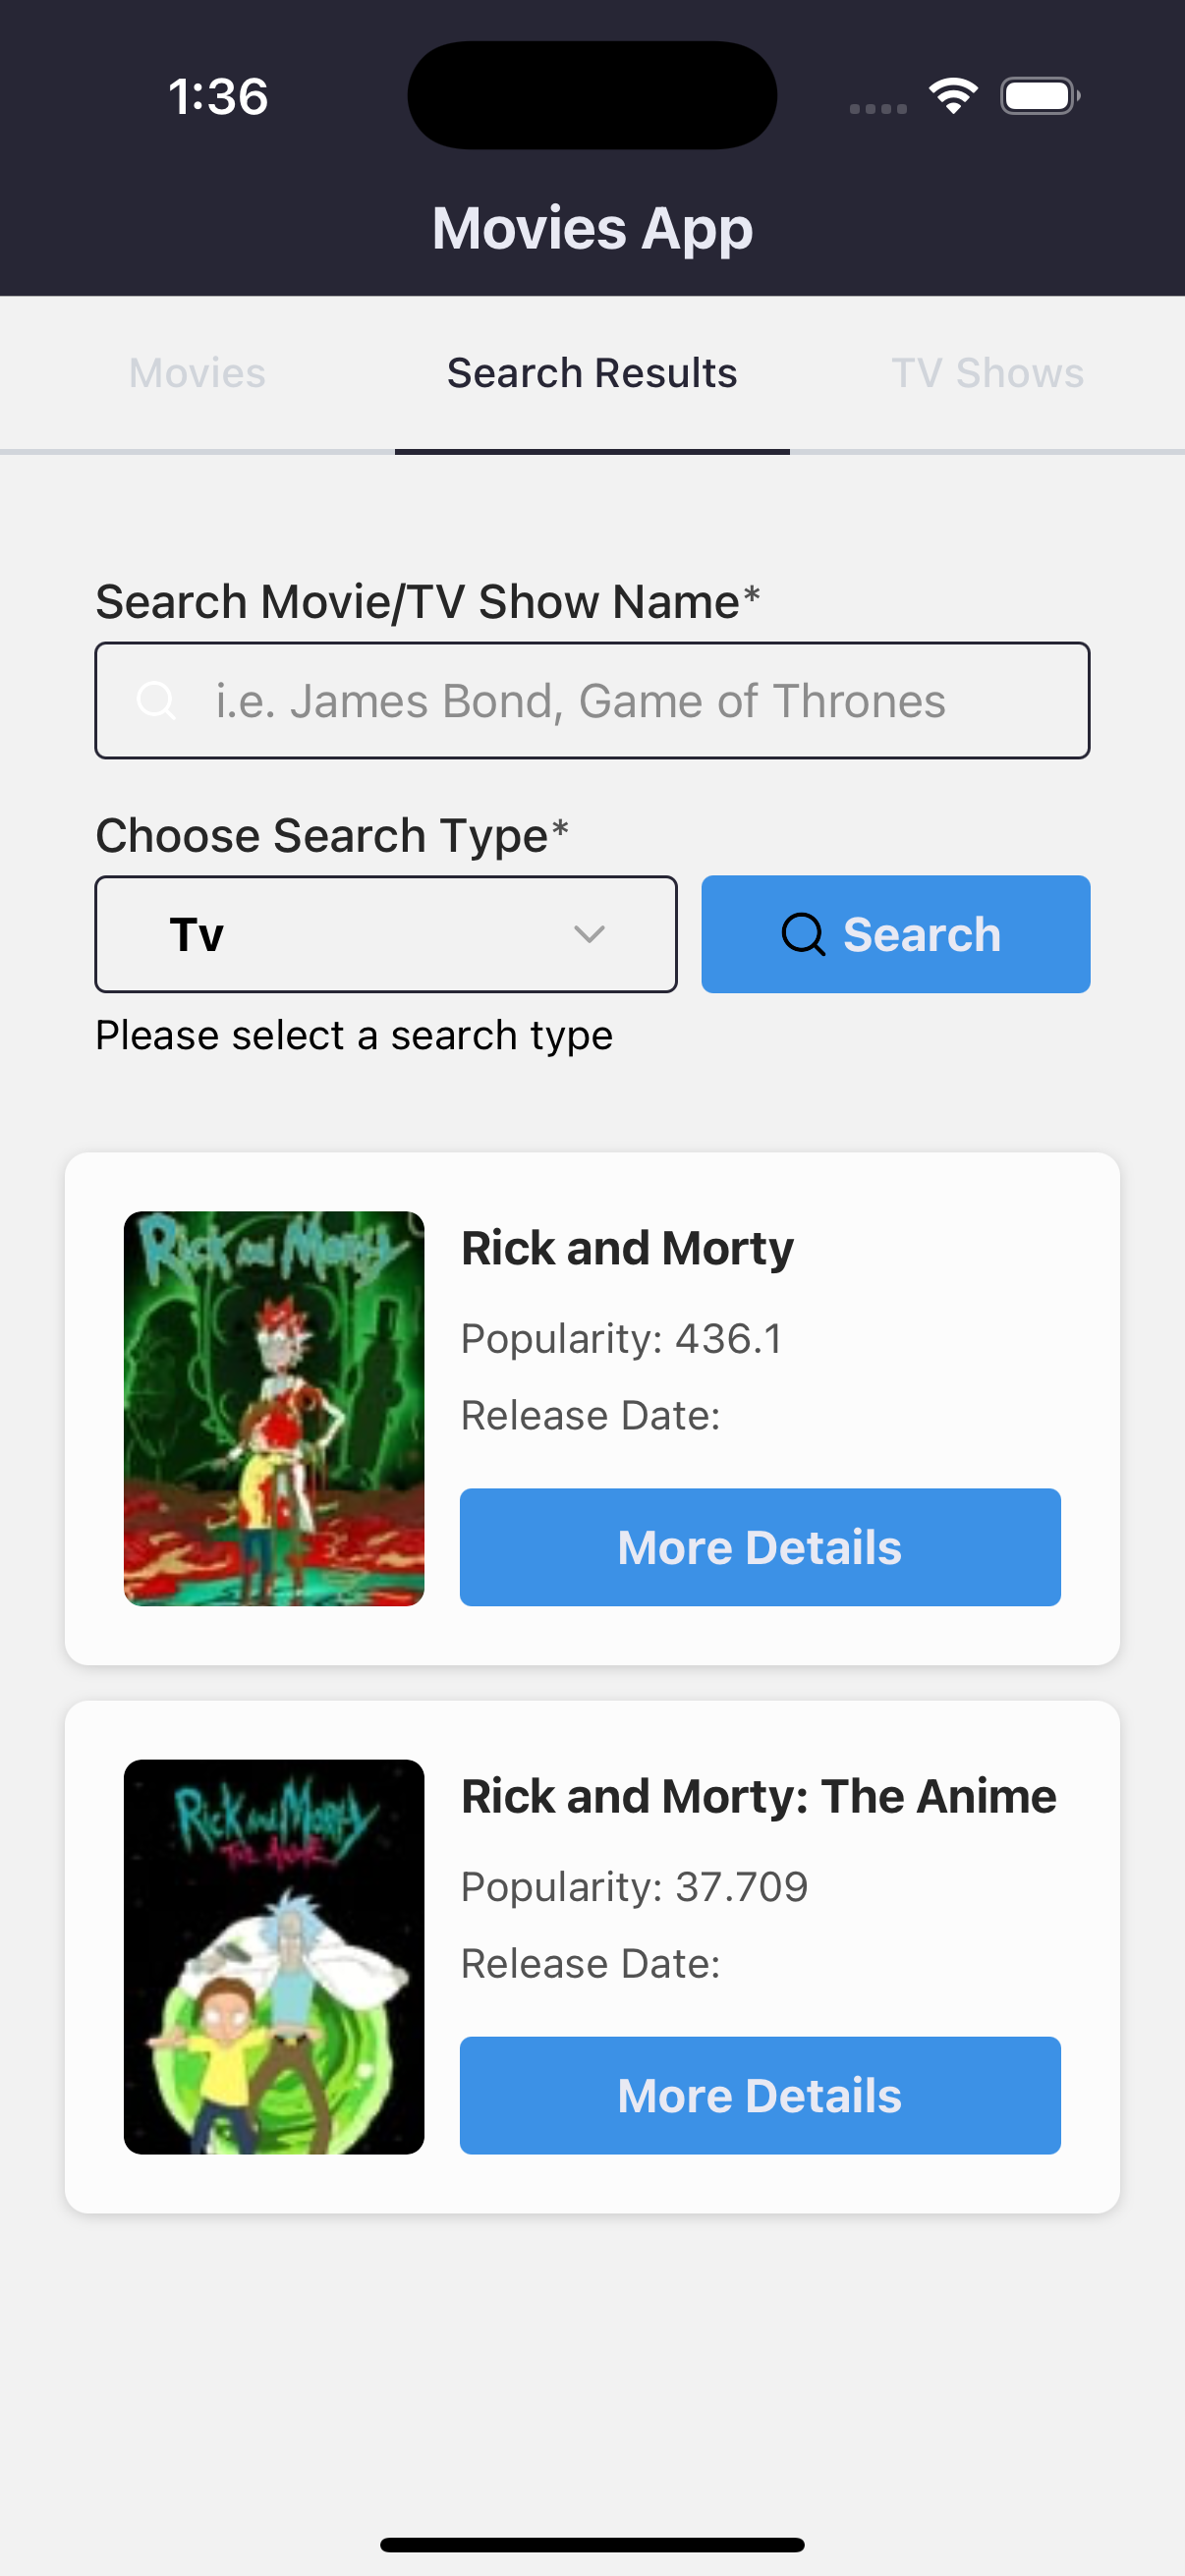 1:36
Movies App
Movies
Search Results
TV Shows
Search Movie/TV Show Name*
i.e. James Bond, Game of Thrones
Choose Search Type*
Tv
Search
Please select a search type
Rick and Morty
Rick and Morty
Popularity: 436.1
Release Date:
More Details
Rick and Morty
The Anime
Rick and Morty: The Anime
Popularity: 37.709
Release Date:
More Details